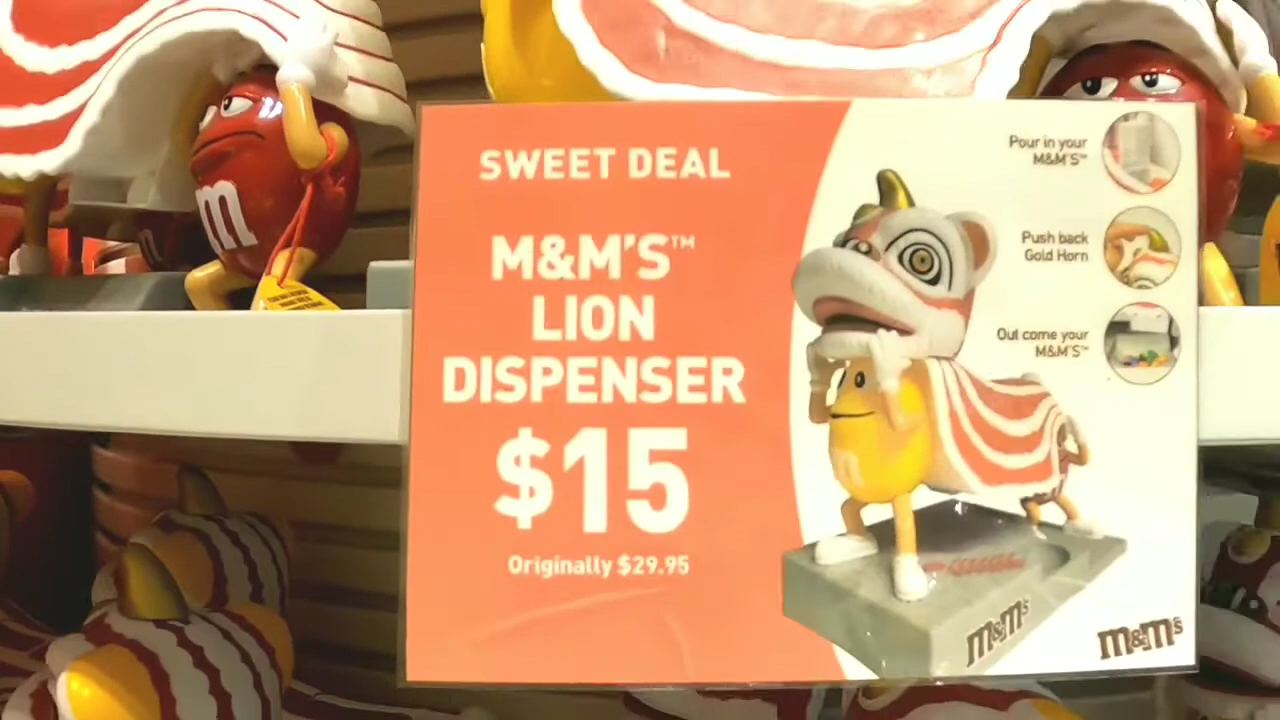 SWEET DEAL
M&M'S™
LION
DISPENSER
$15
Originally $29.95
Pour in your
M&M'S™
Push back
Gold Horn
Out come your
M&M'S™
m&m's
m&m's
m